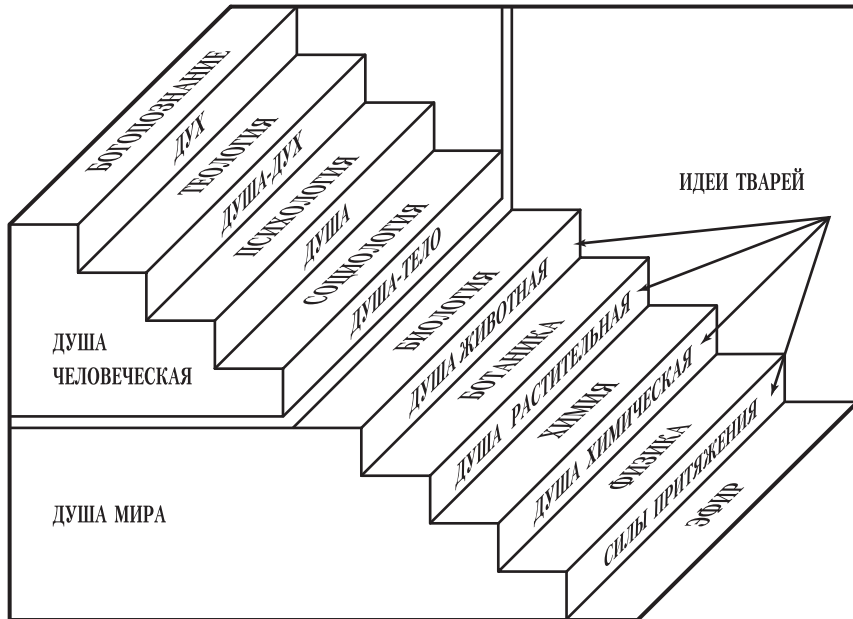 БОГОПОЗНАНИЕ
ДУХ
ТЕОЛОГИЯ
ДУША-ДУХ
ПСИХОЛОГИЯ
ДУША
СОЦИОЛОГИЯ
ДУША-ТЕЛО
БИОЛОГИЯ
ДУША ЖИВОТНАЯ
БОТАНИКА
ДУША РАСТИТЕЛЬНАЯ
ХИМИЯ
ДУША ХИМИЧЕСКАЯ
ФИЗИКА
СИЛЫ ПРИТЯЖЕНИЯ
ЭФИР
ИДЕИ ТВАРЕЙ
ДУША
ЧЕЛОВЕЧЕСКАЯ
ДУША МИРА